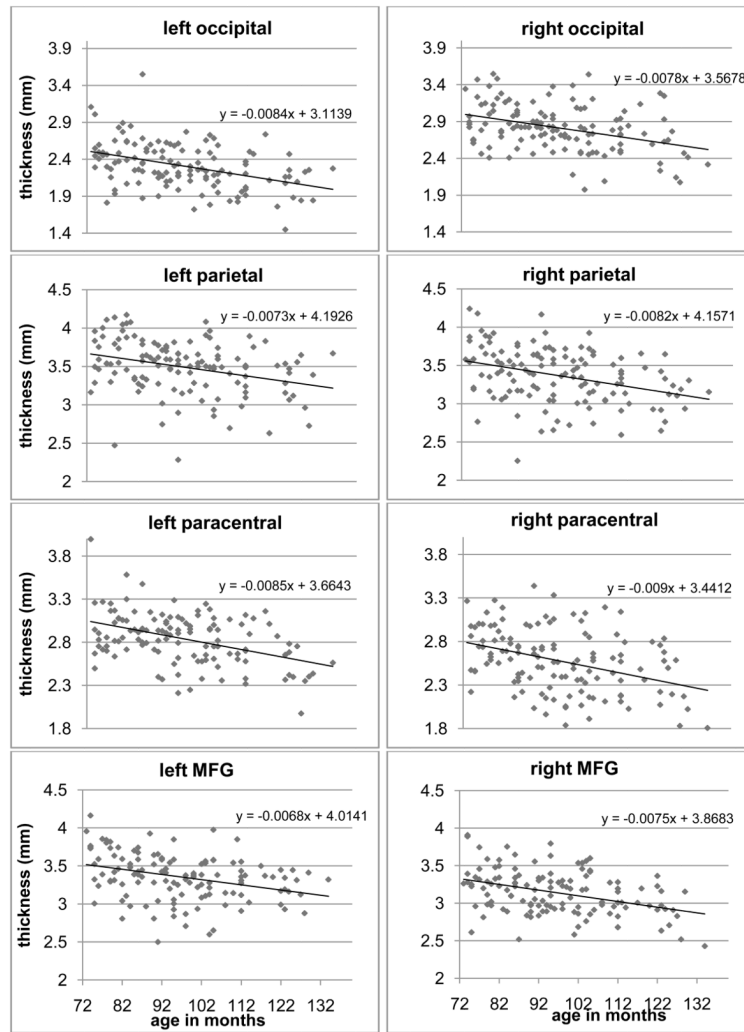 left occipital
3.9
3.4
2.9
2.4
1.9
1.4
thickness (mm)
y = -0.0084x + 3.1139
right occipital
3.9
3.4
2.9
2.4
1.9
1.4
y = -0.0078x + 3.5678
left parietal
4.5
4
3.5
3
2.5
2
thickness (mm)
y = -0.0073x + 4.1926
right parietal
4.5
4
3.5
3
2.5
2
y = -0.0082x + 4.1571
left paracentral
3.8
3.3
2.8
2.3
1.8
thickness (mm)
y = -0.0085x + 3.6643
right paracentral
3.8
3.3
2.8
2.3
1.8
y = -0.009x + 3.4412
left MFG
4.5
4
3.5
3
2.5
2
thickness (mm)
y = -0.0068x + 4.0141
72 82 92 102 112 122 132
age in months
right MFG
4.5
4
3.5
3
2.5
2
y = -0.0075x + 3.8683
72 82 92 102 112 122 132
age in months